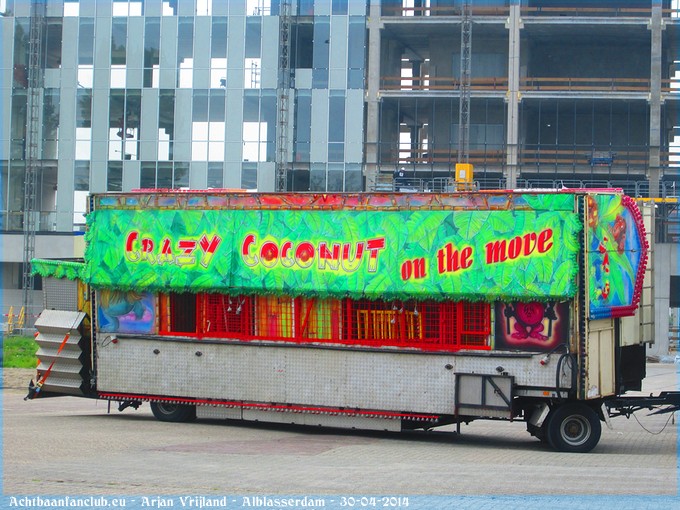 CRAZY COCONUT on the move
Achtbaanfanclub.eu - Arjan Vrijland - Alblasserdam - 30-04-2014